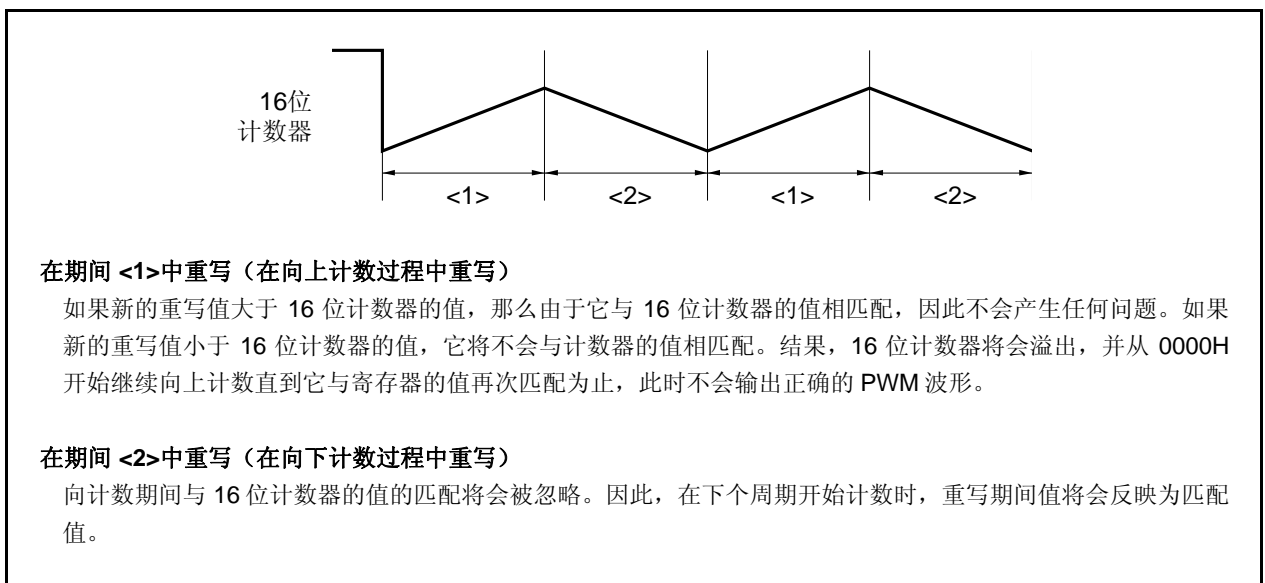 16位
计数器
<1>
<2>
<1>
<2>
在期间 <1>中重写（在向上计数过程中重写）
如果新的重写值大于 16 位计数器的值，那么由于它与 16 位计数器的值相匹配，因此不会产生任何问题。如果
新的重写值小于 16 位计数器的值，它将不会与计数器的值相匹配。结果，16 位计数器将会溢出，并从 0000H
开始继续向上计数直到它与寄存器的值再次匹配为止，此时不会输出正确的 PWM 波形。
在期间 <2>中重写（在向下计数过程中重写）
向计数期间与 16 位计数器的值的匹配将会被忽略。因此，在下个周期开始计数时，重写期间值将会反映为匹配
值。